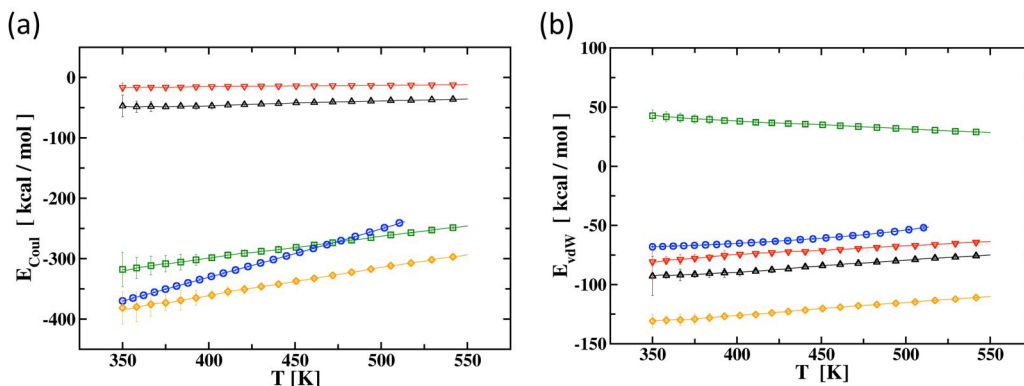 (a)
0
-100
-200
-300
-400
E_Coul [ kcal / mol ]
350 400 450 500 550
T [K]
(b)
100
50
0
-50
-100
-150
E_vdW [ kcal / mol ]
350 400 450 500 550
T [K]